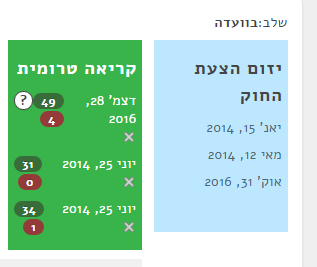 שלב:בוועדה
יזום הצעת
החוק
יאנ' 15, 2014
מאי 12, 2014
אוק' 31, 2016
קריאה טרומית
דצמ' 28,
2016
49
?
4
יוני 25, 2014
31
0
יוני 25, 2014
34
1